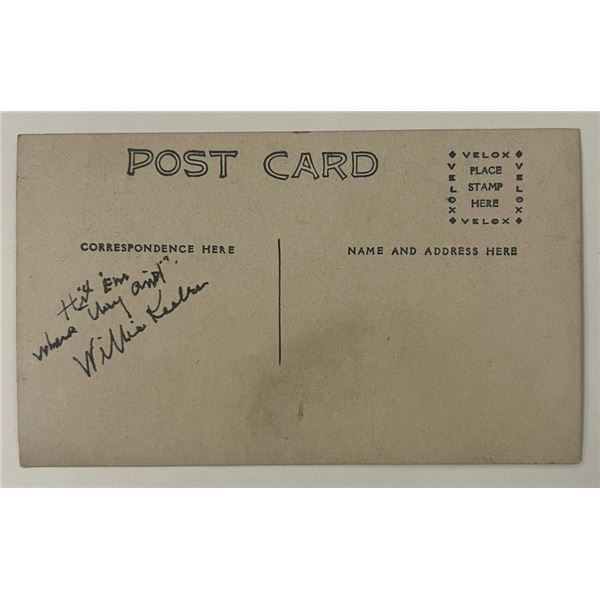 POST CARD
VELOX
VELOX
PLACE
STAMP
HERE
VELOX
VELOX
CORRESPONDENCE HERE
NAME AND ADDRESS HERE
Hit 'Em
where they aint".
Willie Keeler